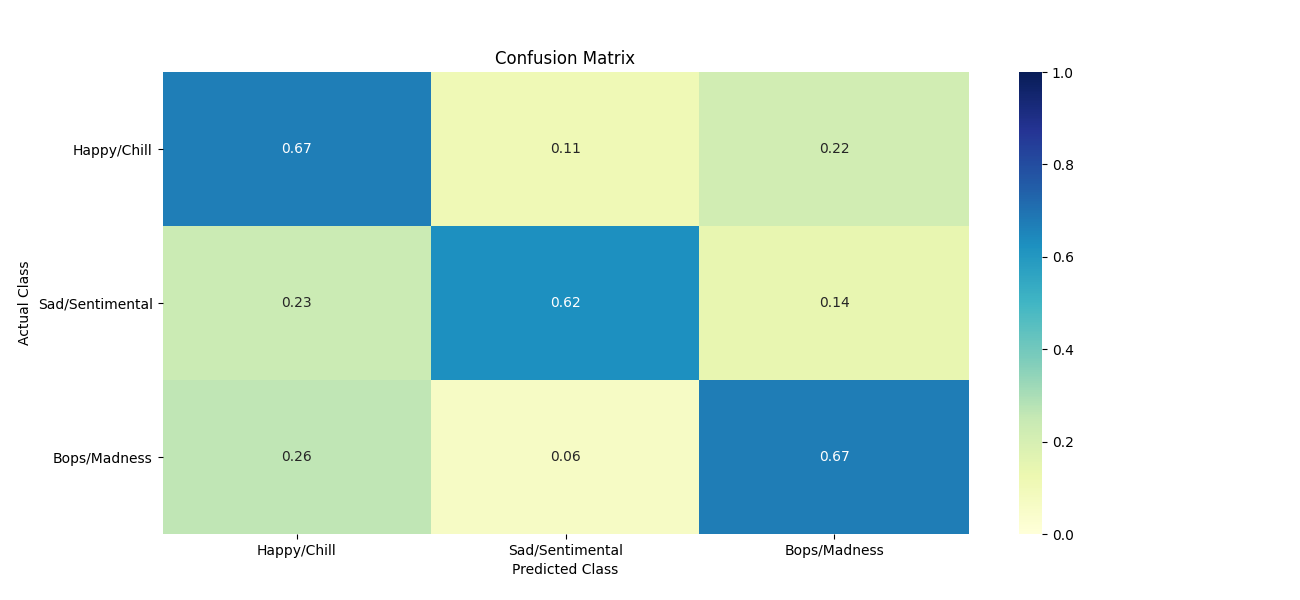 Confusion Matrix
Happy/Chill
0.67
0.11
0.22
Sad/Sentimental
0.23
0.62
0.14
Bops/Madness
0.26
0.06
0.67
Actual Class
Happy/Chill
Sad/Sentimental
Bops/Madness
Predicted Class
1.0
0.8
0.6
0.4
0.2
0.0